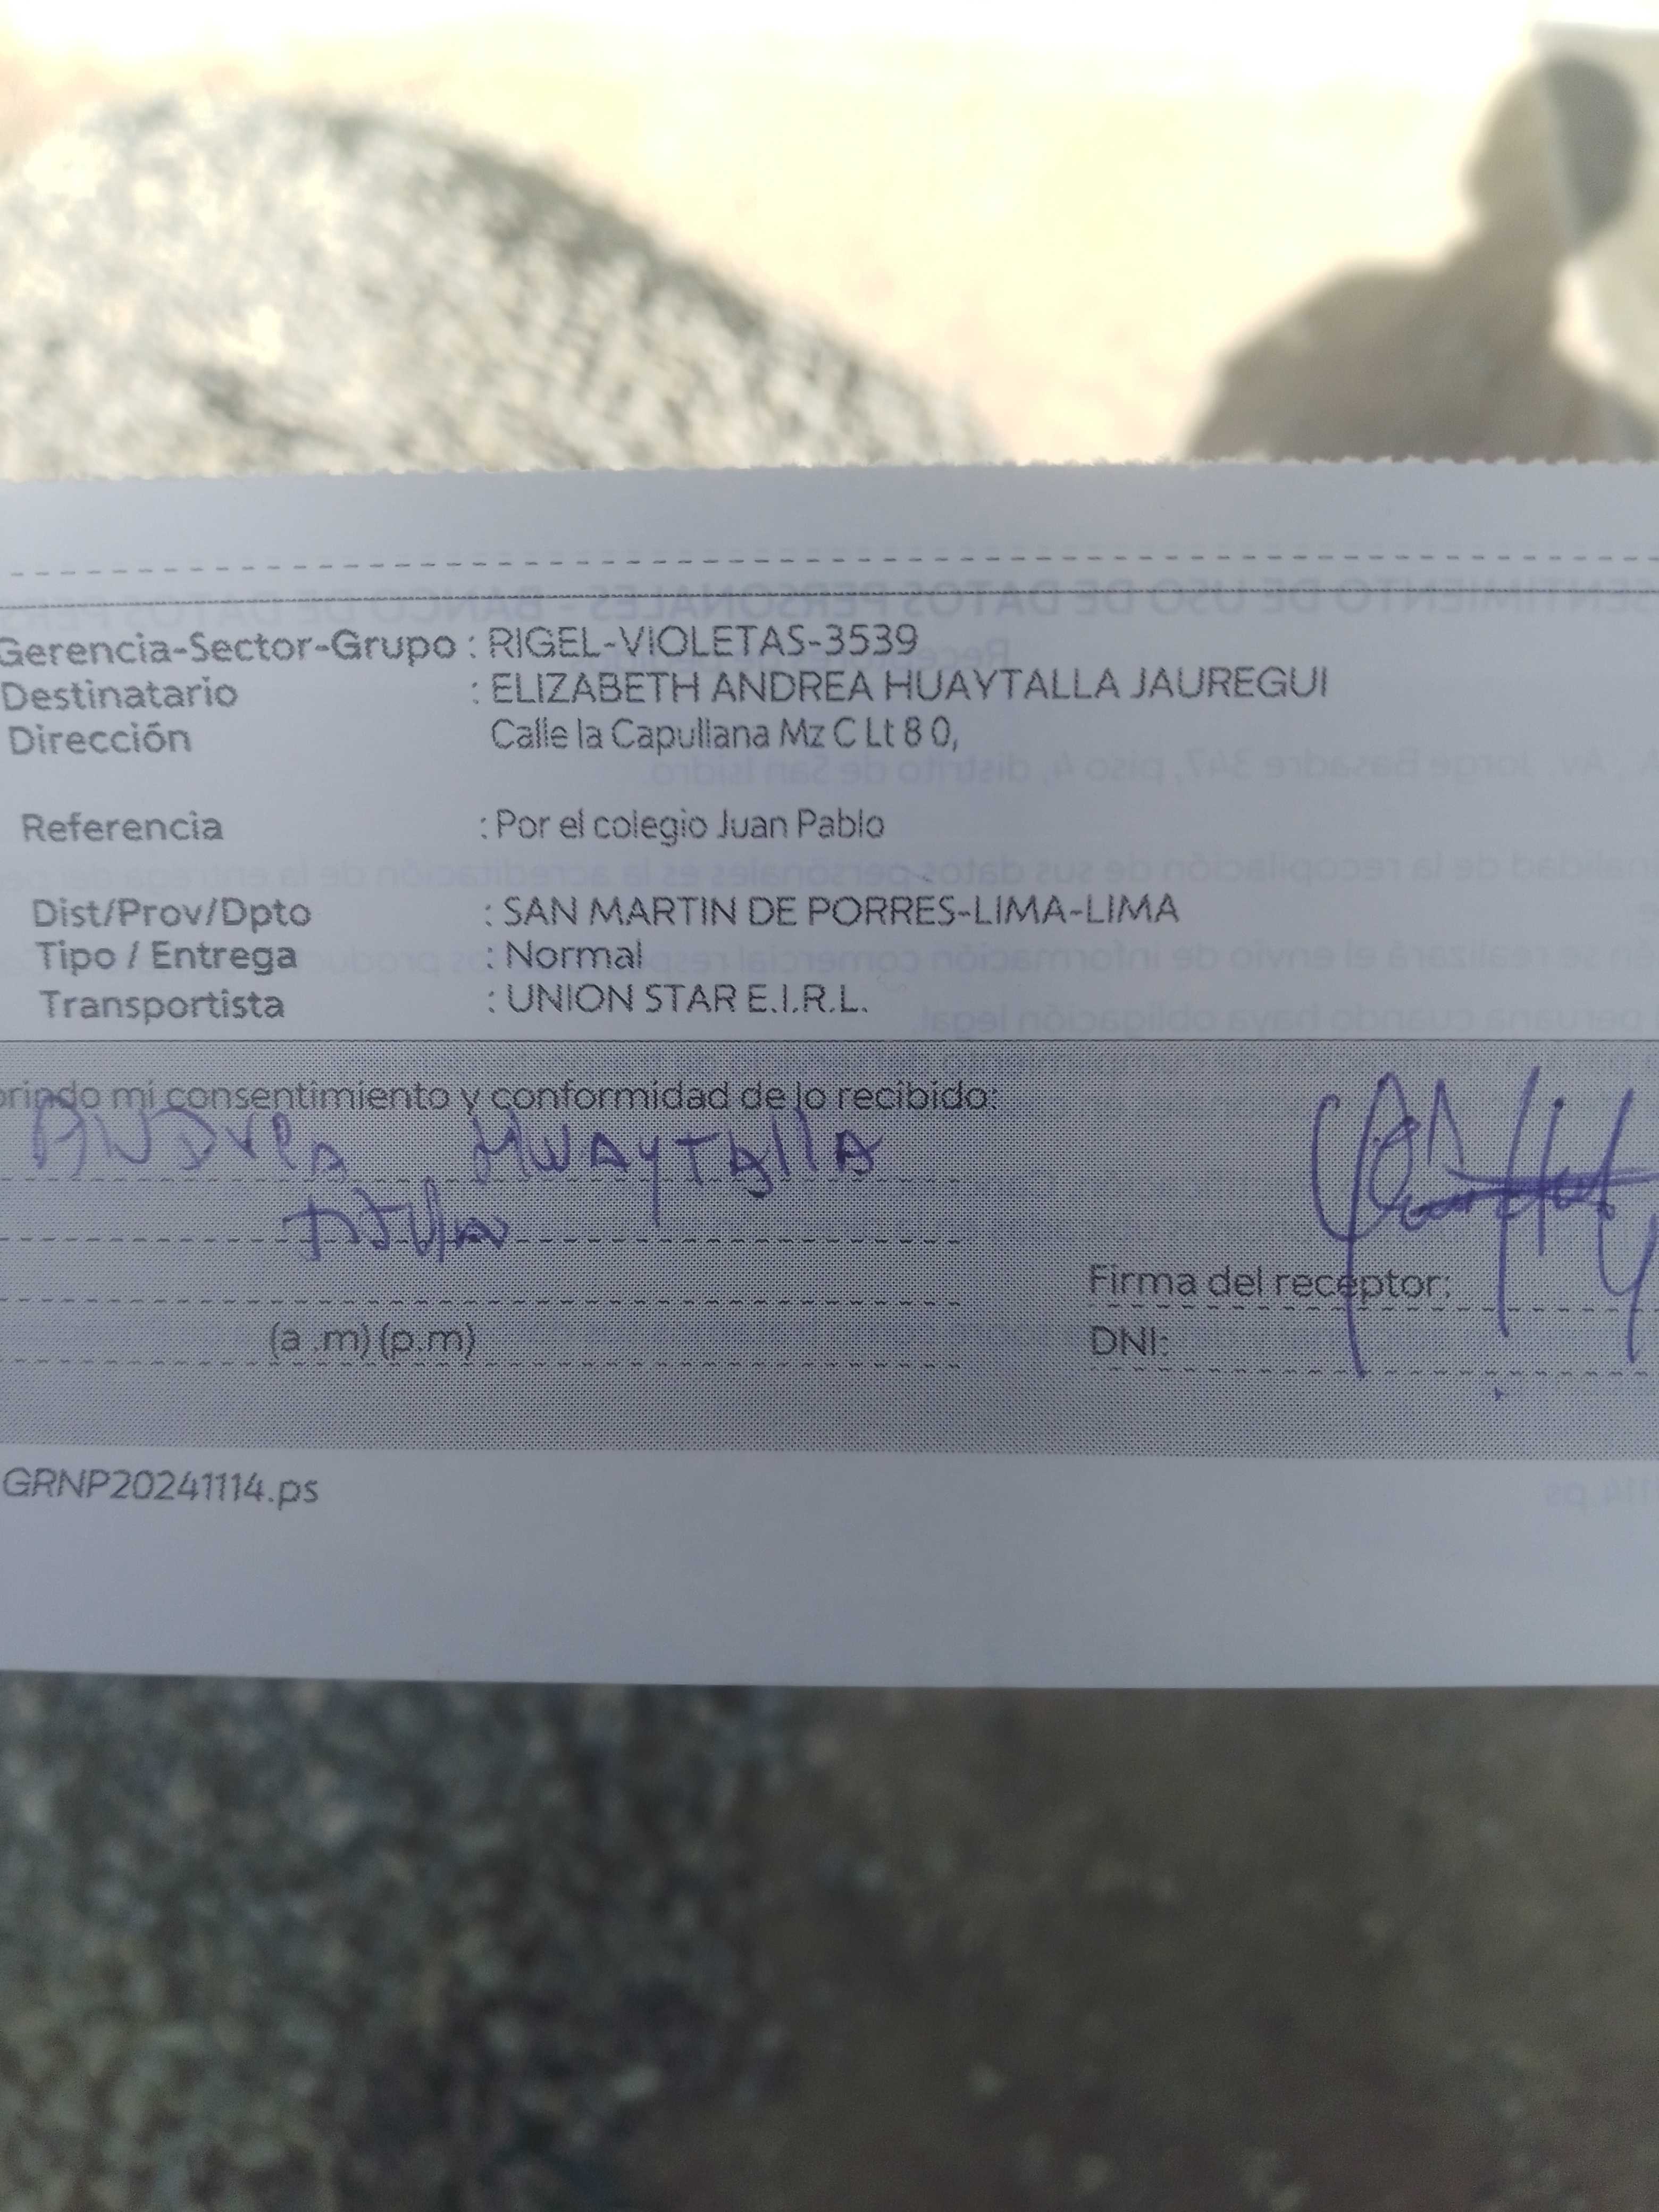 Gerencia-Sector-Grupo : RIGEL-VIOLETAS-3539
Destinatario : ELIZABETH ANDREA HUAYTALLA JAUREGUI
Dirección Calle la Capullana Mz C Lt 8 0,
Referencia : Por el colegio Juan Pablo
Dist/Prov/Dpto : SAN MARTIN DE PORRES-LIMA-LIMA
Tipo / Entrega : Normal
Transportista : UNION STAR E.I.R.L.
mi consentimiento y conformidad de lo recibido:
ANDreA HUAyTAllA
Firma del receptor:
(a .m) (p.m)
DNI:
GRNP20241114.ps